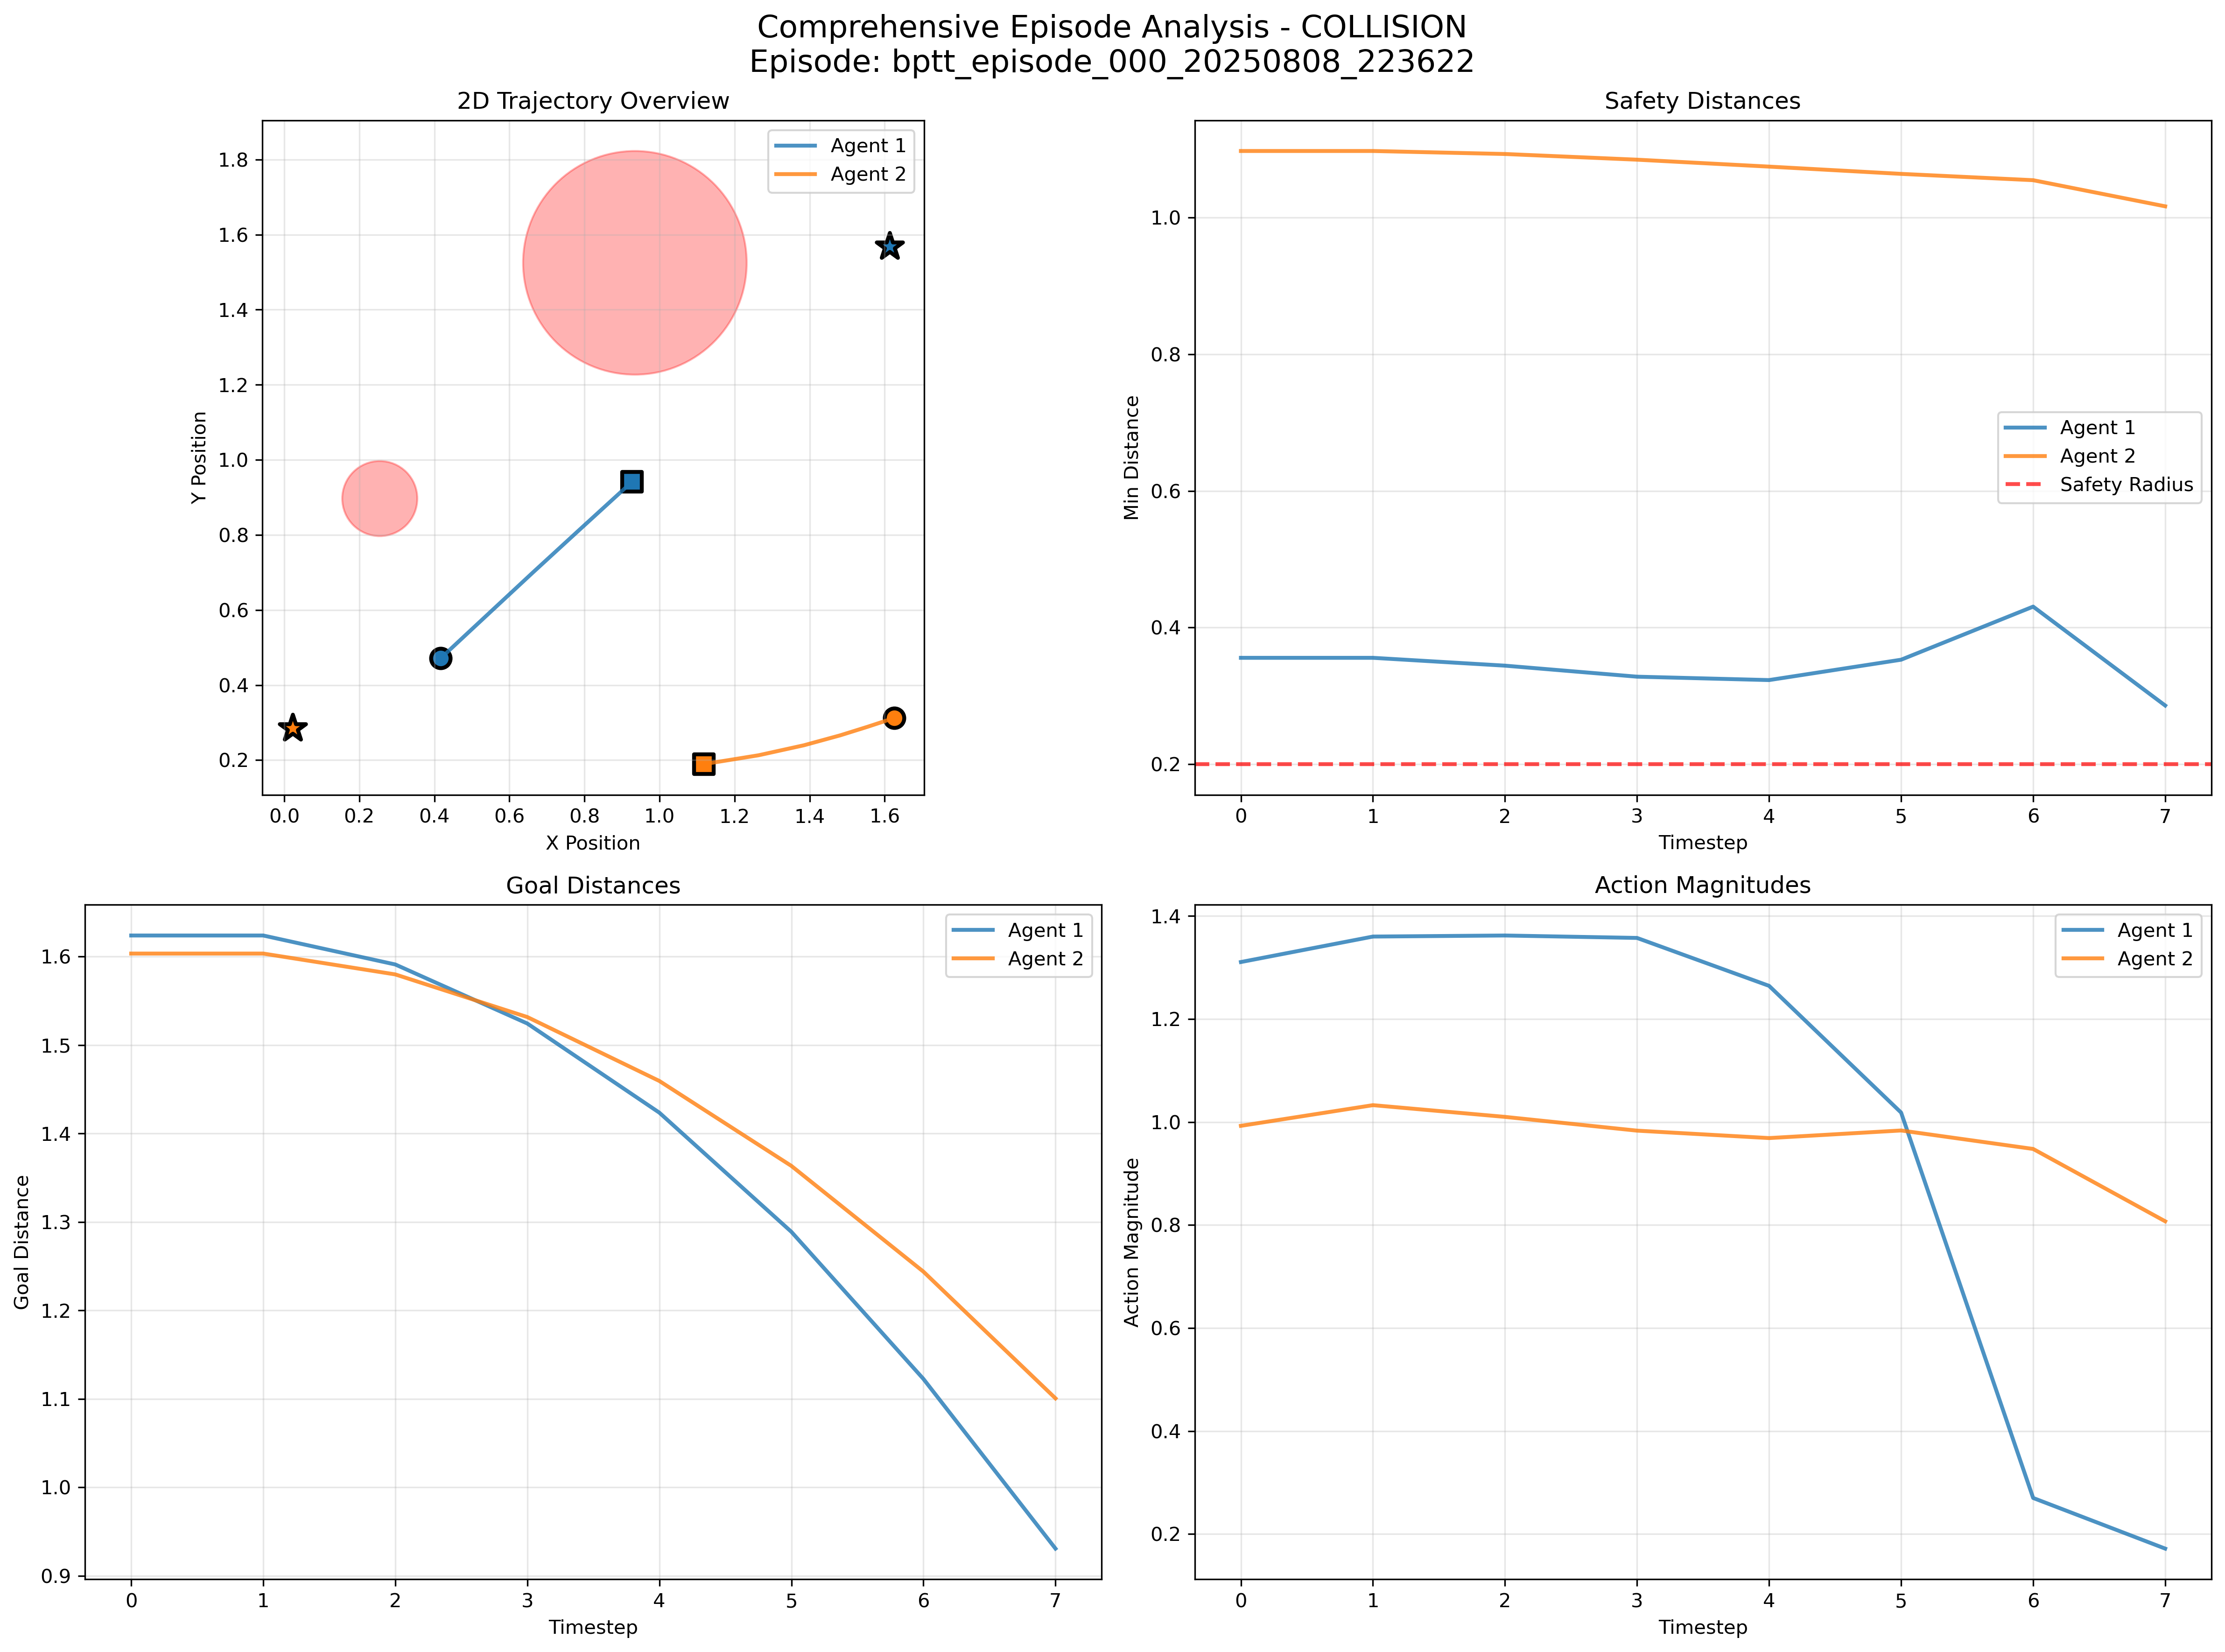 Comprehensive Episode Analysis - COLLISION
Episode: bptt_episode_000_20250808_223622
2D Trajectory Overview
Agent 1
Agent 2
1.8
1.6
1.4
1.2
1.0
0.8
0.6
0.4
0.2
Y Position
0.0 0.2 0.4 0.6 0.8 1.0 1.2 1.4 1.6
X Position
Safety Distances
Agent 1
Agent 2
Safety Radius
1.0
0.8
0.6
0.4
0.2
Min Distance
0 1 2 3 4 5 6 7
Timestep
Goal Distances
Agent 1
Agent 2
1.6
1.5
1.4
1.3
1.2
1.1
1.0
0.9
Goal Distance
0 1 2 3 4 5 6 7
Timestep
Action Magnitudes
Agent 1
Agent 2
1.4
1.2
1.0
0.8
0.6
0.4
0.2
Action Magnitude
0 1 2 3 4 5 6 7
Timestep